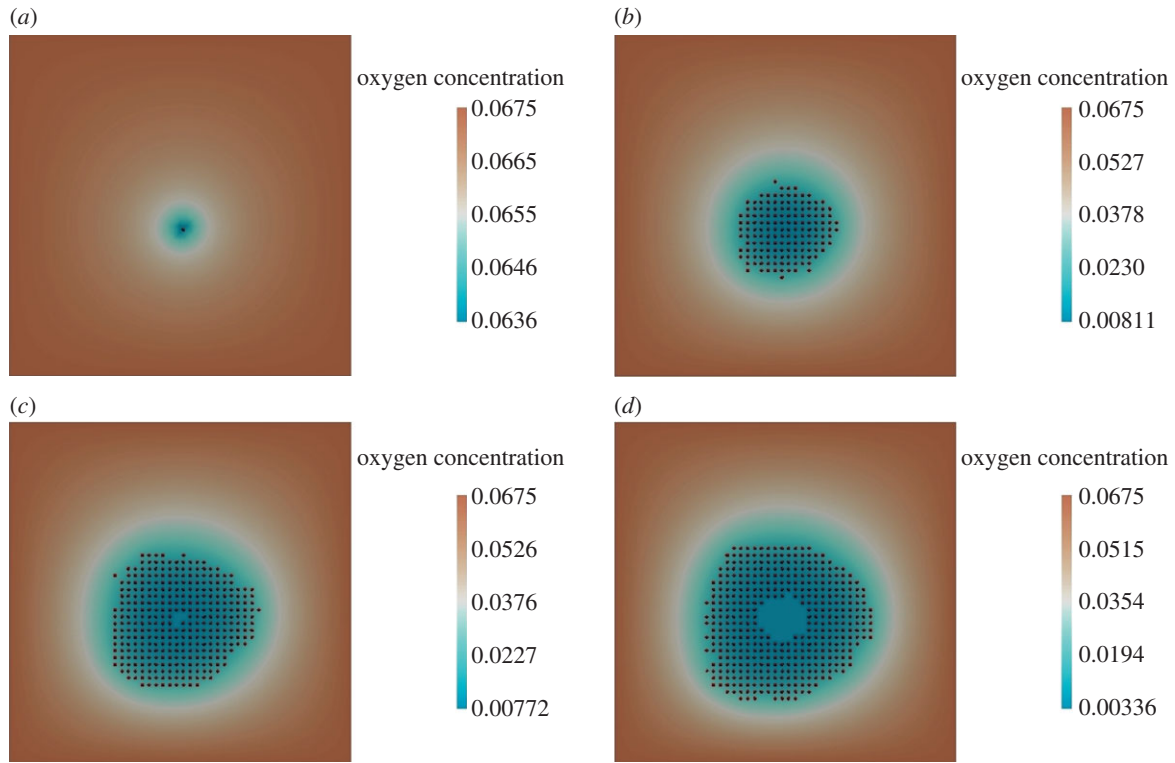 (a)
oxygen concentration
0.0675
0.0665
0.0655
0.0646
0.0636
(b)
oxygen concentration
0.0675
0.0527
0.0378
0.0230
0.00811
(c)
oxygen concentration
0.0675
0.0526
0.0376
0.0227
0.00772
(d)
oxygen concentration
0.0675
0.0515
0.0354
0.0194
0.00336